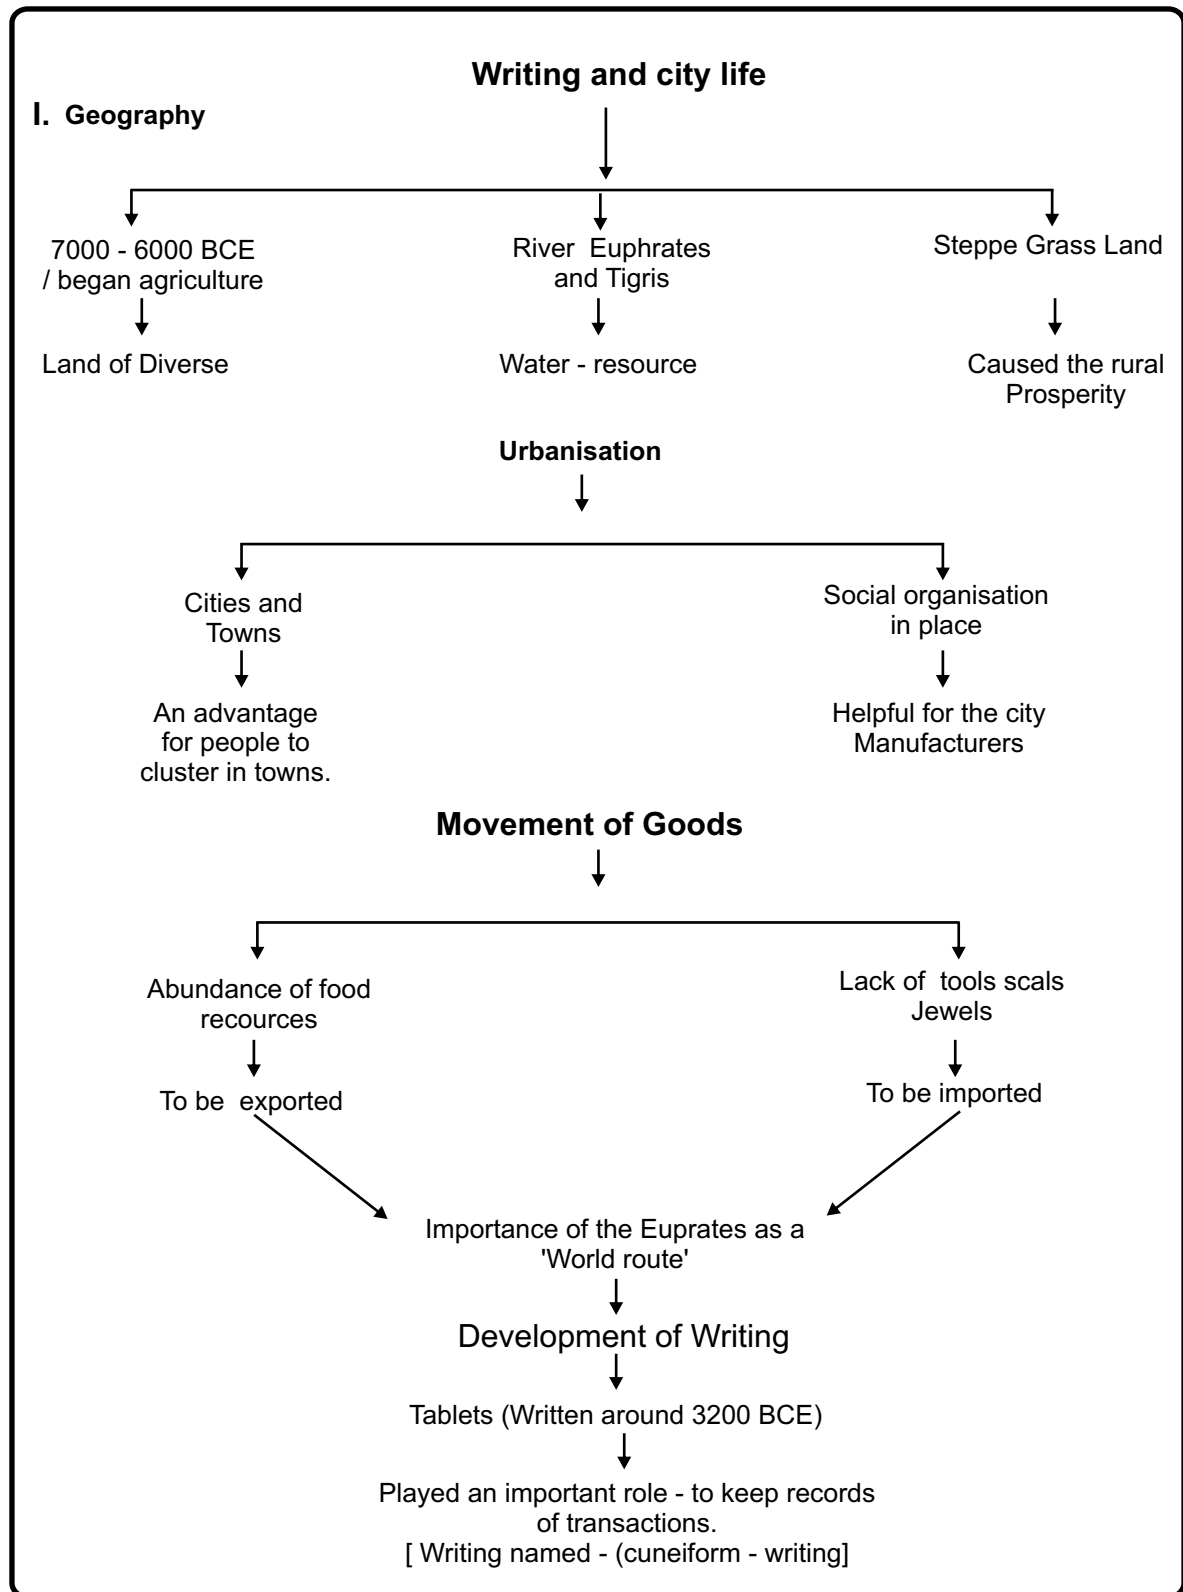 Writing and city life
I. Geography
7000 - 6000 BCE
/ began agriculture
River Euphrates
and Tigris
Steppe Grass Land
Land of Diverse
Water - resource
Caused the rural
Prosperity
Urbanisation
Cities and
Towns
Social organisation
in place
An advantage
for people to
cluster in towns.
Helpful for the city
Manufacturers
Movement of Goods
Abundance of food
recources
Lack of tools scals
Jewels
To be exported
To be imported
Importance of the Euprates as a
'World route'
Development of Writing
Tablets (Written around 3200 BCE)
Played an important role - to keep records
of transactions.
[ Writing named - (cuneiform - writing]